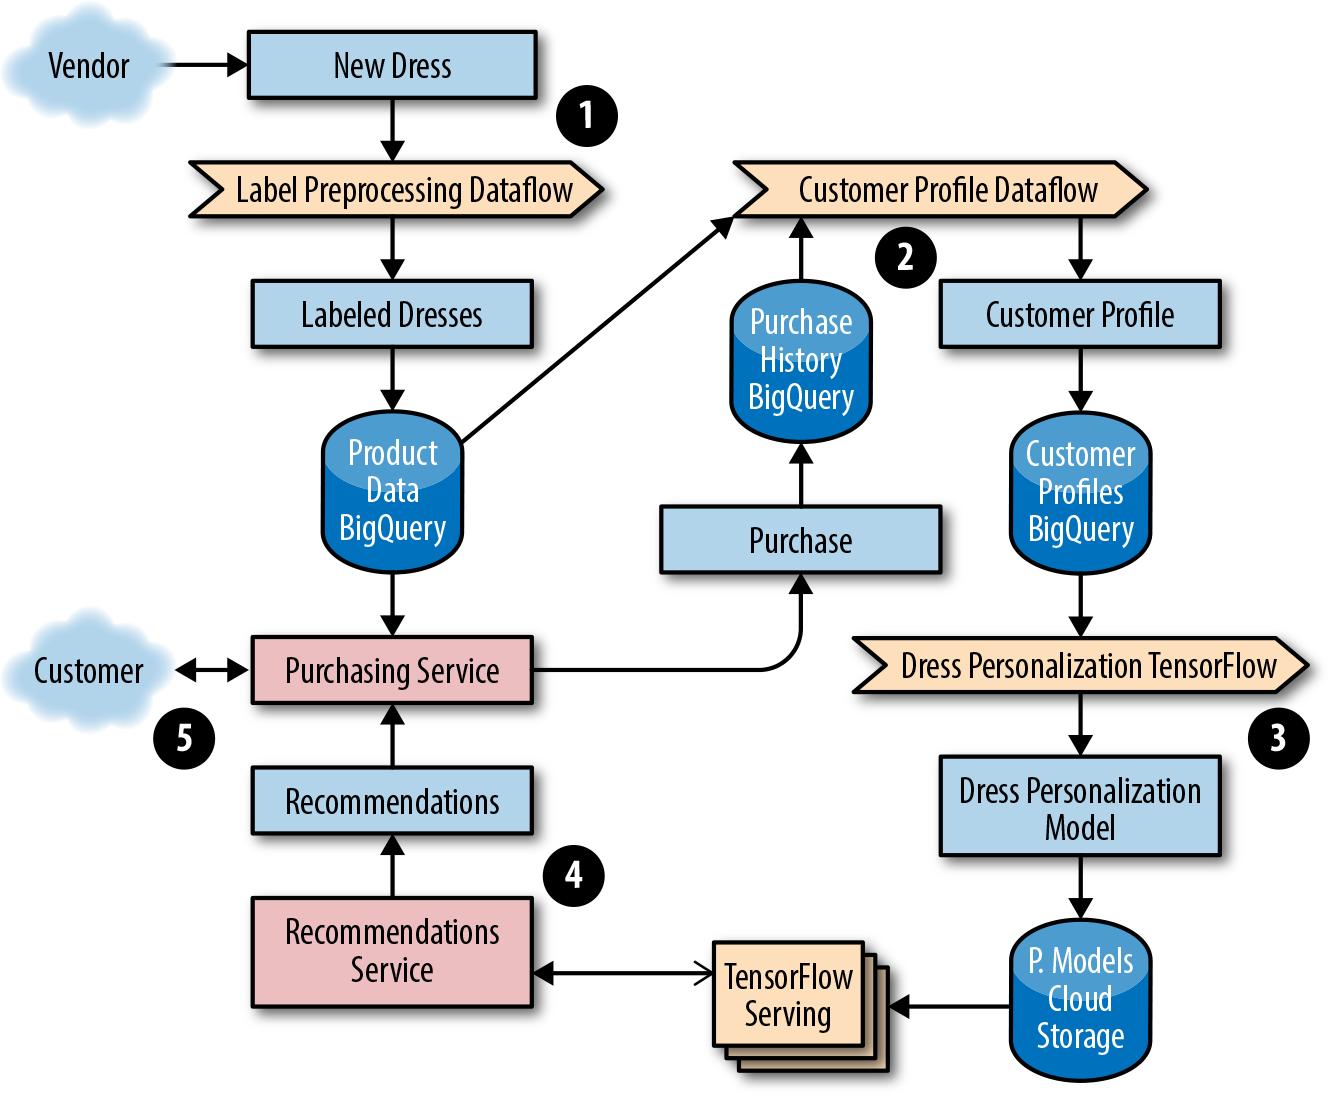 Vendor
New Dress
1
Label Preprocessing Dataflow
Customer Profile Dataflow
2
Labeled Dresses
Purchase
History
BigQuery
Customer Profile
Product
Data
BigQuery
Customer
Profiles
BigQuery
Purchase
Customer
Purchasing Service
Dress Personalization TensorFlow
5
3
Recommendations
Dress Personalization
Model
4
Recommendations
Service
TensorFlow
Serving
P. Models
Cloud
Storage